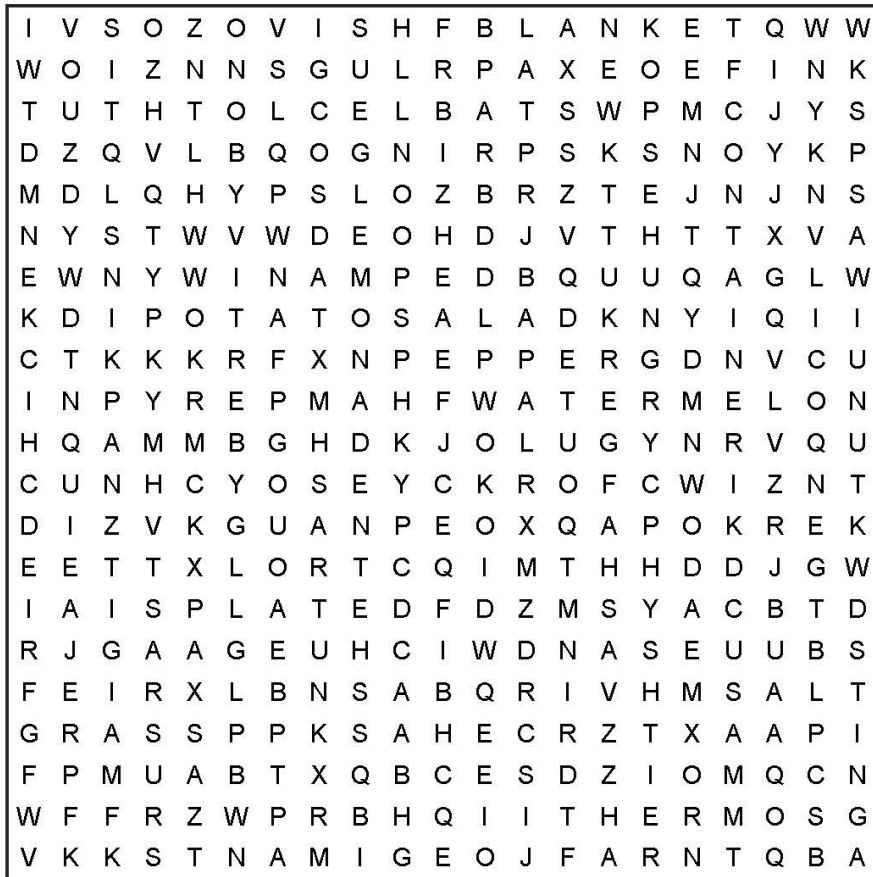 I V S O Z O V I S H F B L A N K E T Q W W
W O I Z N N S G U L R P A X E O E F I N K
T U T H T O L C E L B A T S W P M C J Y S
D Z Q V L B Q O G N I R P S K S N O Y K P
M D L Q H Y P S L O Z B R Z T E J N J N S
N Y S T W V W D E O H D J V T H T T X V A
E W N Y W I N A M P E D B Q U U Q A G L W
K D I P O T A T O S A L A D K N Y I Q I I
C T K K K R F X N P E P P E R G D N V C U
I N P Y R E P M A H F W A T E R M E L O N
H Q A M M B G H D K J O L U G Y N R V Q U
C U N H C Y O S E Y C K R O F C W I Z N T
D I Z V K G U A N P E O X Q A P O K R E K
E E T T X L O R T C Q I M T H H D D J G W
I A I S P L A T E D F D Z M S Y A C B T D
R J G A A G E U H C I W D N A S E U U B S
F E I R X L B N S A B Q R I V H M S A L T
G R A S S P P K S A H E C R Z T X A A P I
F P M U A B T X Q B C E S D Z I O M Q C N
W F F R Z W P R B H Q I I T H E R M O S G
V K K S T N A M I G E O J F A R N T Q B A